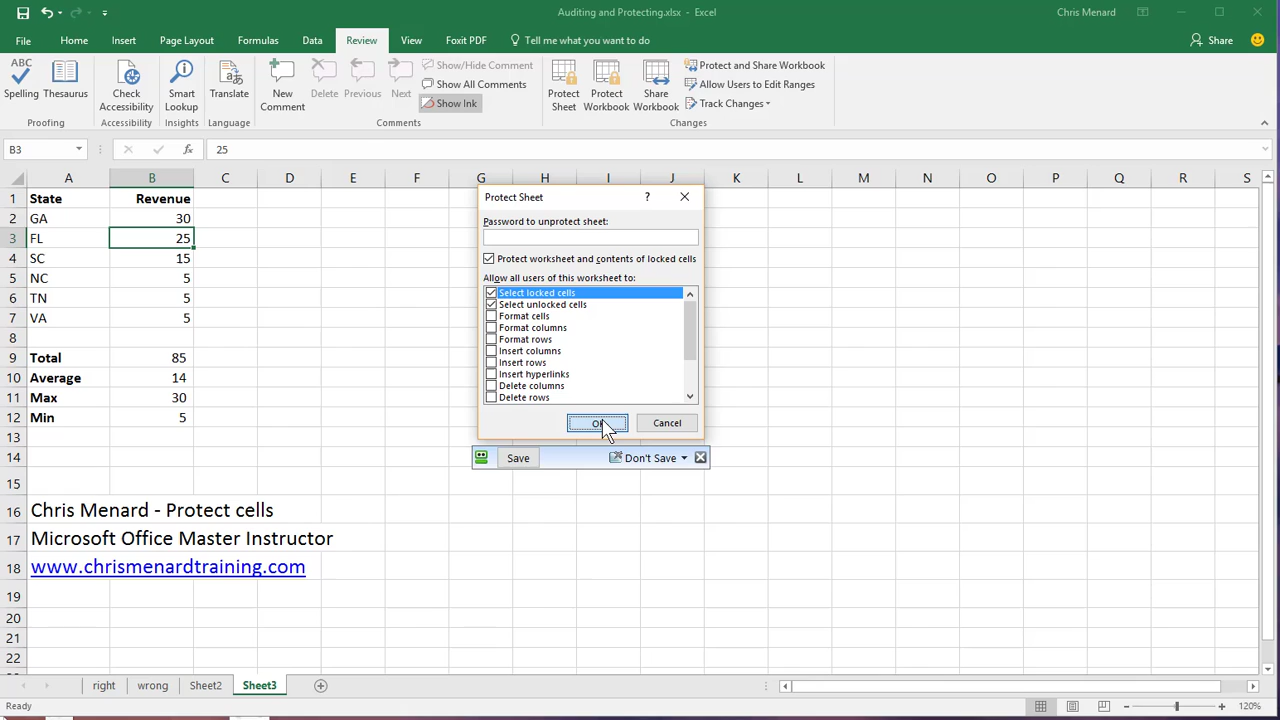 Auditing and Protecting.xlsx - Excel
Chris Menard
File Home Insert Page Layout Formulas Data Review View Foxit PDF Tell me what you want to do Share
ABC
Spelling
Thesaurus
Proofing
Check
Accessibility
Accessibility
Smart
Lookup
Insights
Translate
Language
New
Comment
Delete
Previous
Next
Show/Hide Comments
Show All Comments
Show Ink
Comments
Protect
Sheet
Protect
Workbook
Share
Workbook
Protect and Share Workbook
Allow Users to Edit Ranges
Track Changes
Changes
B3 fx 25
A B C D E F G H I J K L M N O P Q R S
1 State Revenue
2 GA 30
3 FL 25
4 SC 15
5 NC 5
6 TN 5
7 VA 5
8
9 Total 85
10 Average 14
11 Max 30
12 Min 5
13
14
15
16 Chris Menard - Protect cells
17 Microsoft Office Master Instructor
18 www.chrismenardtraining.com
19
20
21
22
Protect Sheet ?
Password to unprotect sheet:
Protect worksheet and contents of locked cells
Allow all users of this worksheet to:
Select locked cells
Select unlocked cells
Format cells
Format columns
Format rows
Insert columns
Insert rows
Insert hyperlinks
Delete columns
Delete rows
OK Cancel
Save Don't Save
right wrong Sheet2 Sheet3
Ready 120%